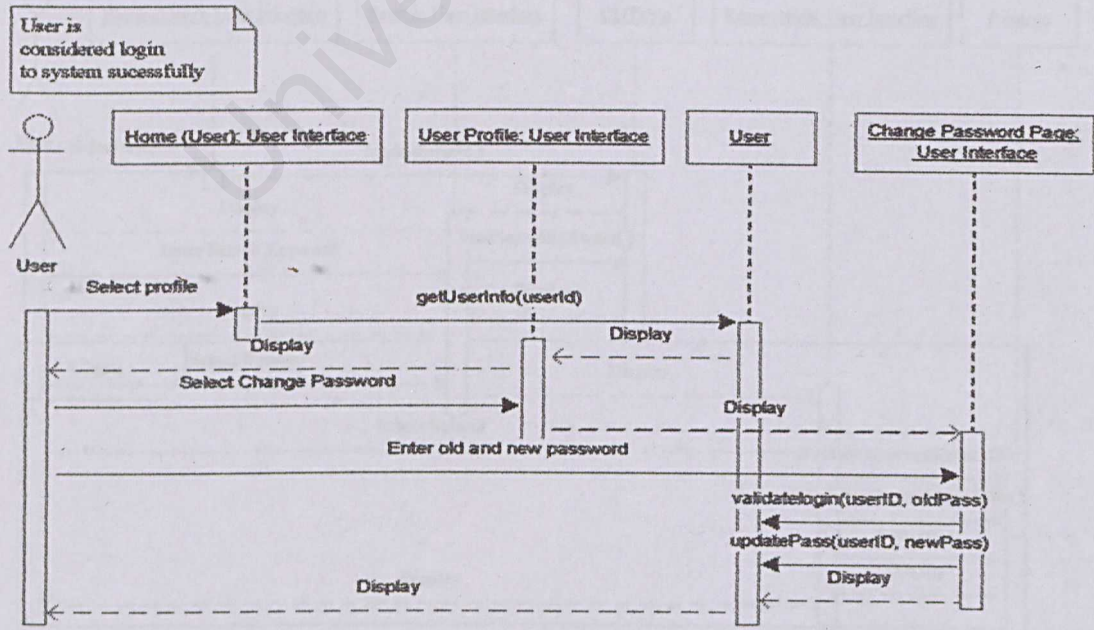 User is
considered login
to system sucessfully
Home (User): User Interface
User Profile: User Interface
User
Change Password Page:
User Interface
User
Select profile
getUserInfo(userId)
Display
Display
Select Change Password
Display
Enter old and new password
validatelogin(userID, oldPass)
updatePass(userID, newPass)
Display
Display
Unive